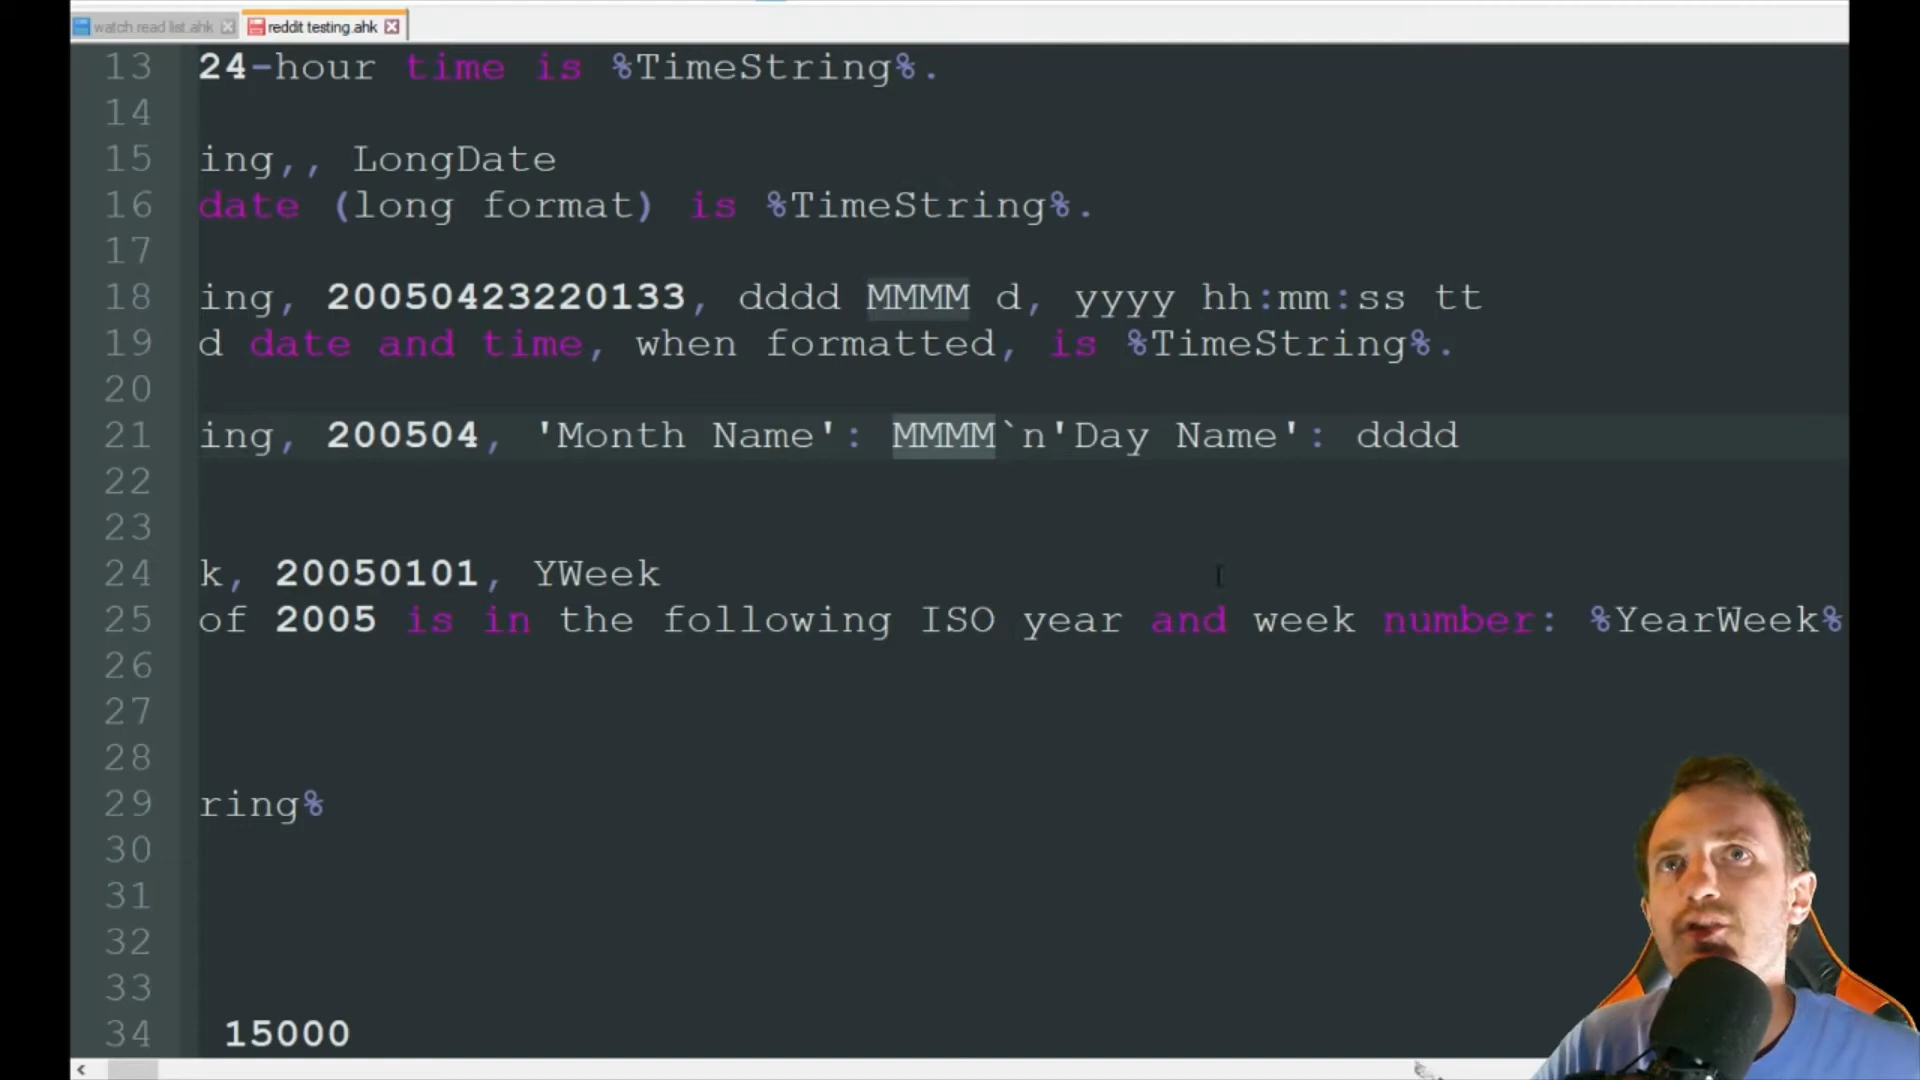 watch read list.ahk reddit testing.ahk
13 24-hour time is %TimeString%.
14
15 ing,, LongDate
16 date (long format) is %TimeString%.
17
18 ing, 20050423220133, dddd MMMM d, yyyy hh:mm:ss tt
19 d date and time, when formatted, is %TimeString%.
20
21 ing, 200504, 'Month Name': MMMM`n'Day Name': dddd
22
23
24 k, 20050101, YWeek
25 of 2005 is in the following ISO year and week number: %YearWeek%
26
27
28
29 ring%
30
31
32
33
34 15000